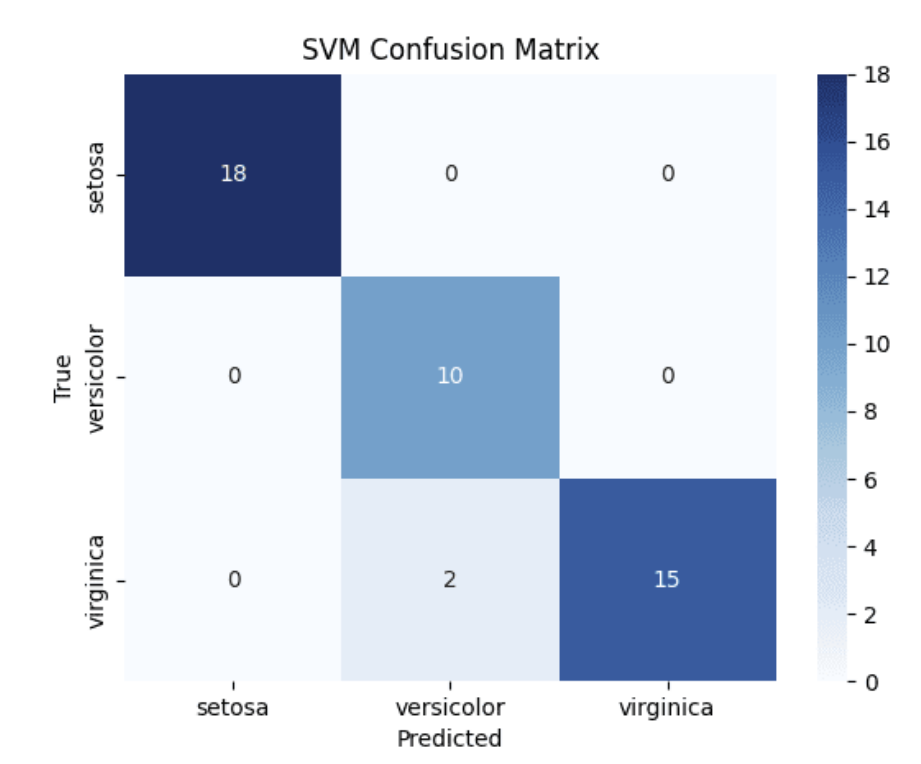 SVM Confusion Matrix
setosa
18
0
0
True
versicolor
0
10
0
virginica
0
2
15
setosa
versicolor
virginica
Predicted
18
16
14
12
10
8
6
4
2
0